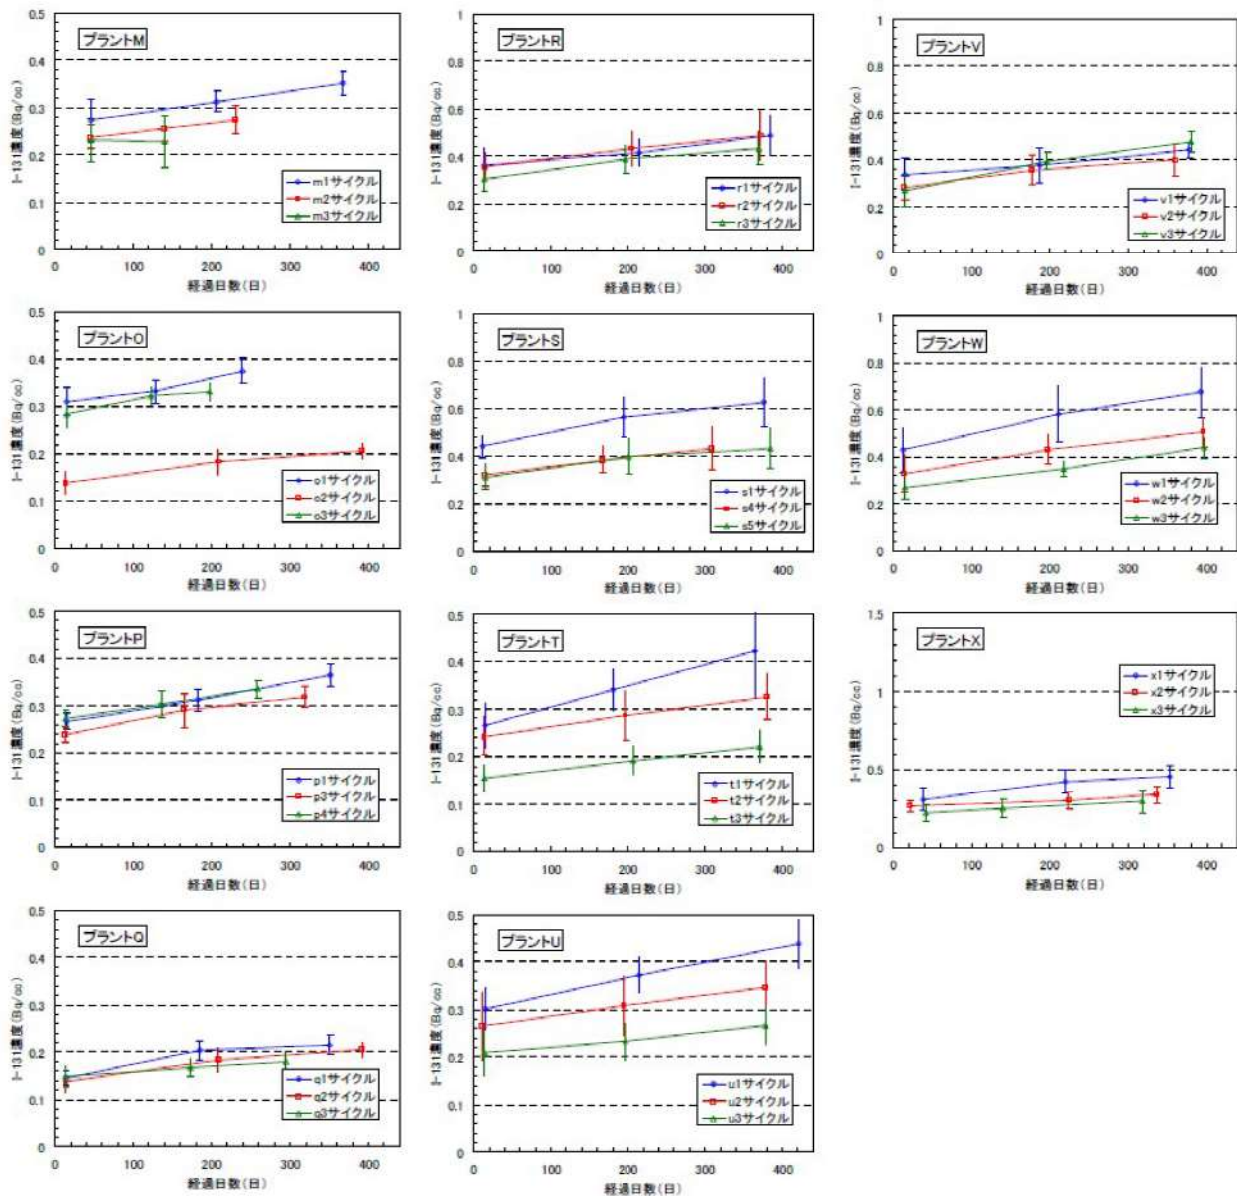 プラントM
I-131濃度(Bq/cc)
0.5
0.4
0.3
0.2
0.1
0
m1サイクル
m2サイクル
m3サイクル
0 100 200 300 400
経過日数(日)
プラントR
I-131濃度(Bq/cc)
1
0.8
0.6
0.4
0.2
0
r1サイクル
r2サイクル
r3サイクル
0 100 200 300 400
経過日数(日)
プラントV
I-131濃度(Bq/cc)
1
0.8
0.6
0.4
0.2
0
v1サイクル
v2サイクル
v3サイクル
0 100 200 300 400
経過日数(日)
プラントO
I-131濃度(Bq/cc)
0.5
0.4
0.3
0.2
0.1
0
o1サイクル
o2サイクル
o3サイクル
0 100 200 300 400
経過日数(日)
プラントS
I-131濃度(Bq/cc)
1
0.8
0.6
0.4
0.2
0
s1サイクル
s4サイクル
s5サイクル
0 100 200 300 400
経過日数(日)
プラントW
I-131濃度(Bq/cc)
1
0.8
0.6
0.4
0.2
0
w1サイクル
w2サイクル
w3サイクル
0 100 200 300 400
経過日数(日)
プラントP
I-131濃度(Bq/cc)
0.5
0.4
0.3
0.2
0.1
0
p1サイクル
p3サイクル
p4サイクル
0 100 200 300 400
経過日数(日)
プラントT
I-131濃度(Bq/cc)
0.5
0.4
0.3
0.2
0.1
0
t1サイクル
t2サイクル
t3サイクル
0 100 200 300 400
経過日数(日)
プラントX
I-131濃度(Bq/cc)
1.5
1
0.5
0
x1サイクル
x2サイクル
x3サイクル
0 100 200 300 400
経過日数(日)
プラントQ
I-131濃度(Bq/cc)
0.5
0.4
0.3
0.2
0.1
0
q1サイクル
q2サイクル
q3サイクル
0 100 200 300 400
経過日数(日)
プラントU
I-131濃度(Bq/cc)
0.5
0.4
0.3
0.2
0.1
0
u1サイクル
u2サイクル
u3サイクル
0 100 200 300 400
経過日数(日)